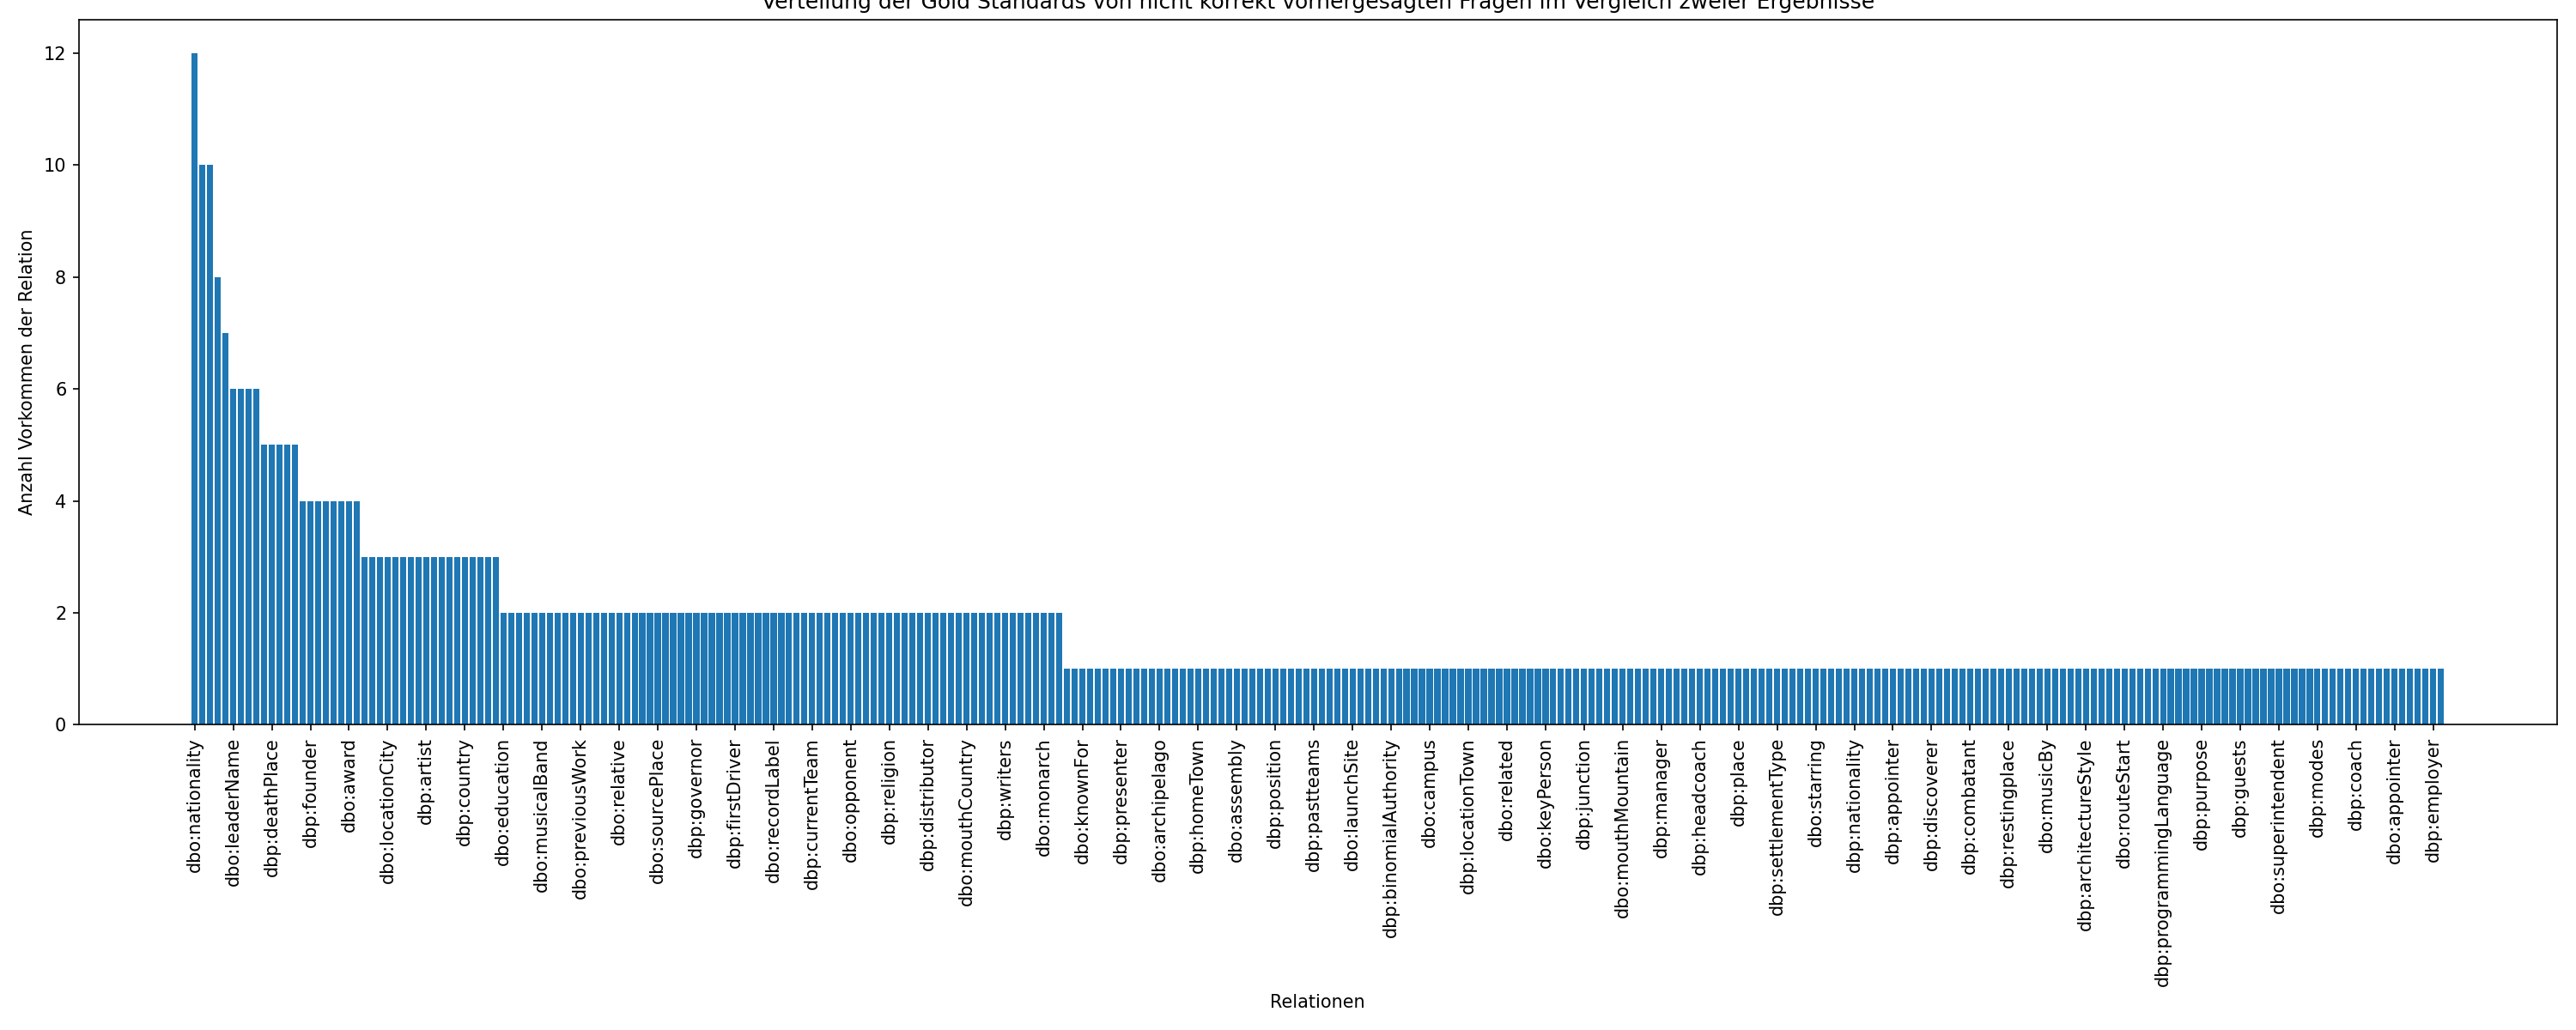 Verteilung der Gold Standards von nicht korrekt vorhergesagten Fragen im Vergleich zweier Ergebnisse
Anzahl Vorkommen der Relation
12
10
8
6
4
2
0
dbo:nationality
dbo:leaderName
dbp:deathPlace
dbp:founder
dbo:award
dbo:locationCity
dbp:artist
dbp:country
dbo:education
dbo:musicalBand
dbo:previousWork
dbo:relative
dbo:sourcePlace
dbp:governor
dbp:firstDriver
dbo:recordLabel
dbp:currentTeam
dbo:opponent
dbp:religion
dbp:distributor
dbo:mouthCountry
dbp:writers
dbo:monarch
dbo:knownFor
dbp:presenter
dbo:archipelago
dbp:homeTown
dbo:assembly
dbp:position
dbp:pastteams
dbo:launchSite
dbp:binomialAuthority
dbo:campus
dbp:locationTown
dbo:related
dbo:keyPerson
dbp:junction
dbo:mouthMountain
dbp:manager
dbp:headcoach
dbp:place
dbp:settlementType
dbo:starring
dbp:nationality
dbp:appointer
dbp:discoverer
dbp:combatant
dbp:restingplace
dbo:musicBy
dbp:architectureStyle
dbo:routeStart
dbp:programmingLanguage
dbp:purpose
dbp:guests
dbo:superintendent
dbp:modes
dbp:coach
dbo:appointer
dbp:employer
Relationen